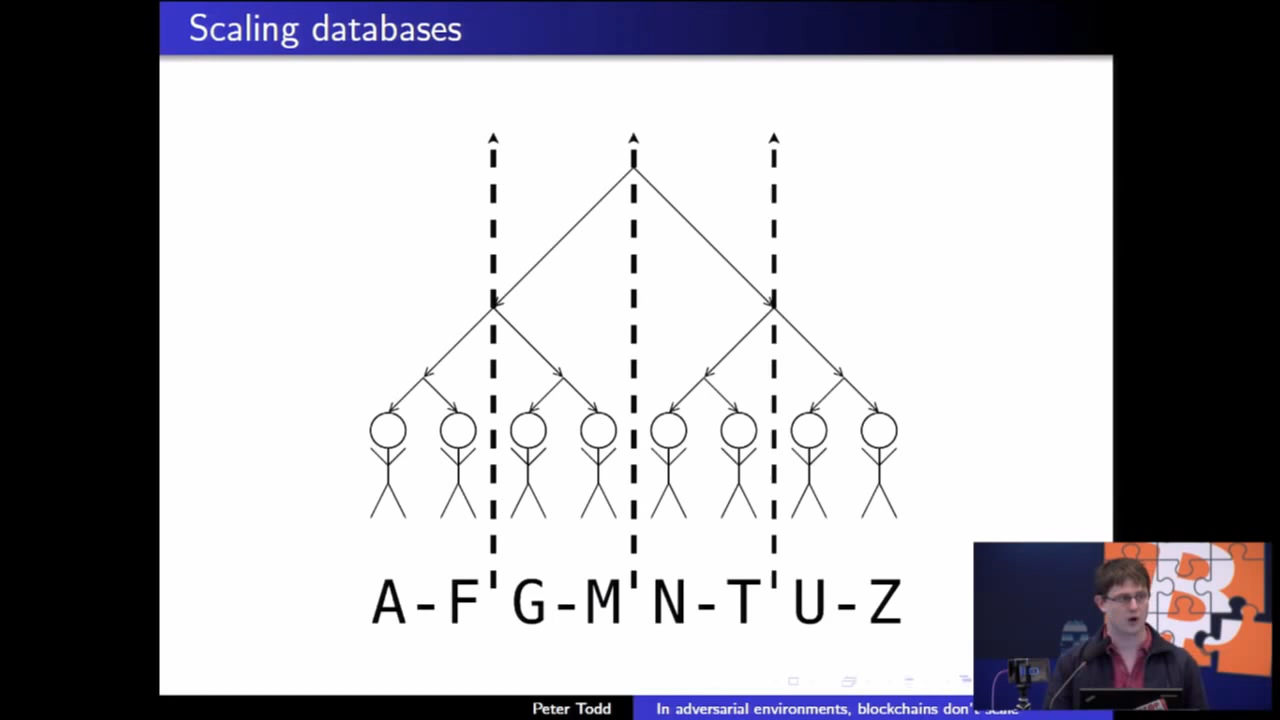 Scaling databases
A-F G-M N-T U-Z
Peter Todd
In adversarial environments, blockchains don't scale